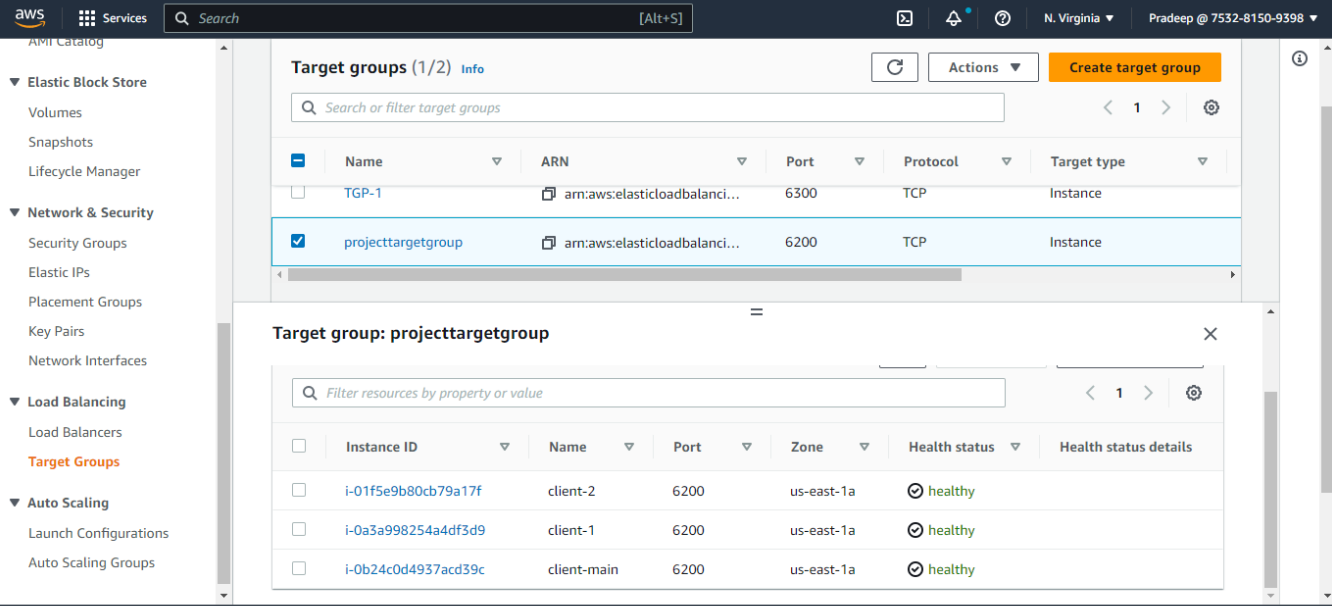 aws Services Search [Alt+S] N. Virginia Pradeep @ 7532-8150-9398
AMI Catalog
Elastic Block Store
Volumes
Snapshots
Lifecycle Manager
Network & Security
Security Groups
Elastic IPs
Placement Groups
Key Pairs
Network Interfaces
Load Balancing
Load Balancers
Target Groups
Auto Scaling
Launch Configurations
Auto Scaling Groups
Target groups (1/2) Info Actions Create target group
Search or filter target groups 1
Name ARN Port Protocol Target type
TGP-1 arn:aws:elasticloadbalanci... 6300 TCP Instance
projecttargetgroup arn:aws:elasticloadbalanci... 6200 TCP Instance
Target group: projecttargetgroup
Filter resources by property or value 1
Instance ID Name Port Zone Health status Health status details
i-01f5e9b80cb79a17f client-2 6200 us-east-1a healthy
i-0a3a998254a4df3d9 client-1 6200 us-east-1a healthy
i-0b24c0d4937acd39c client-main 6200 us-east-1a healthy